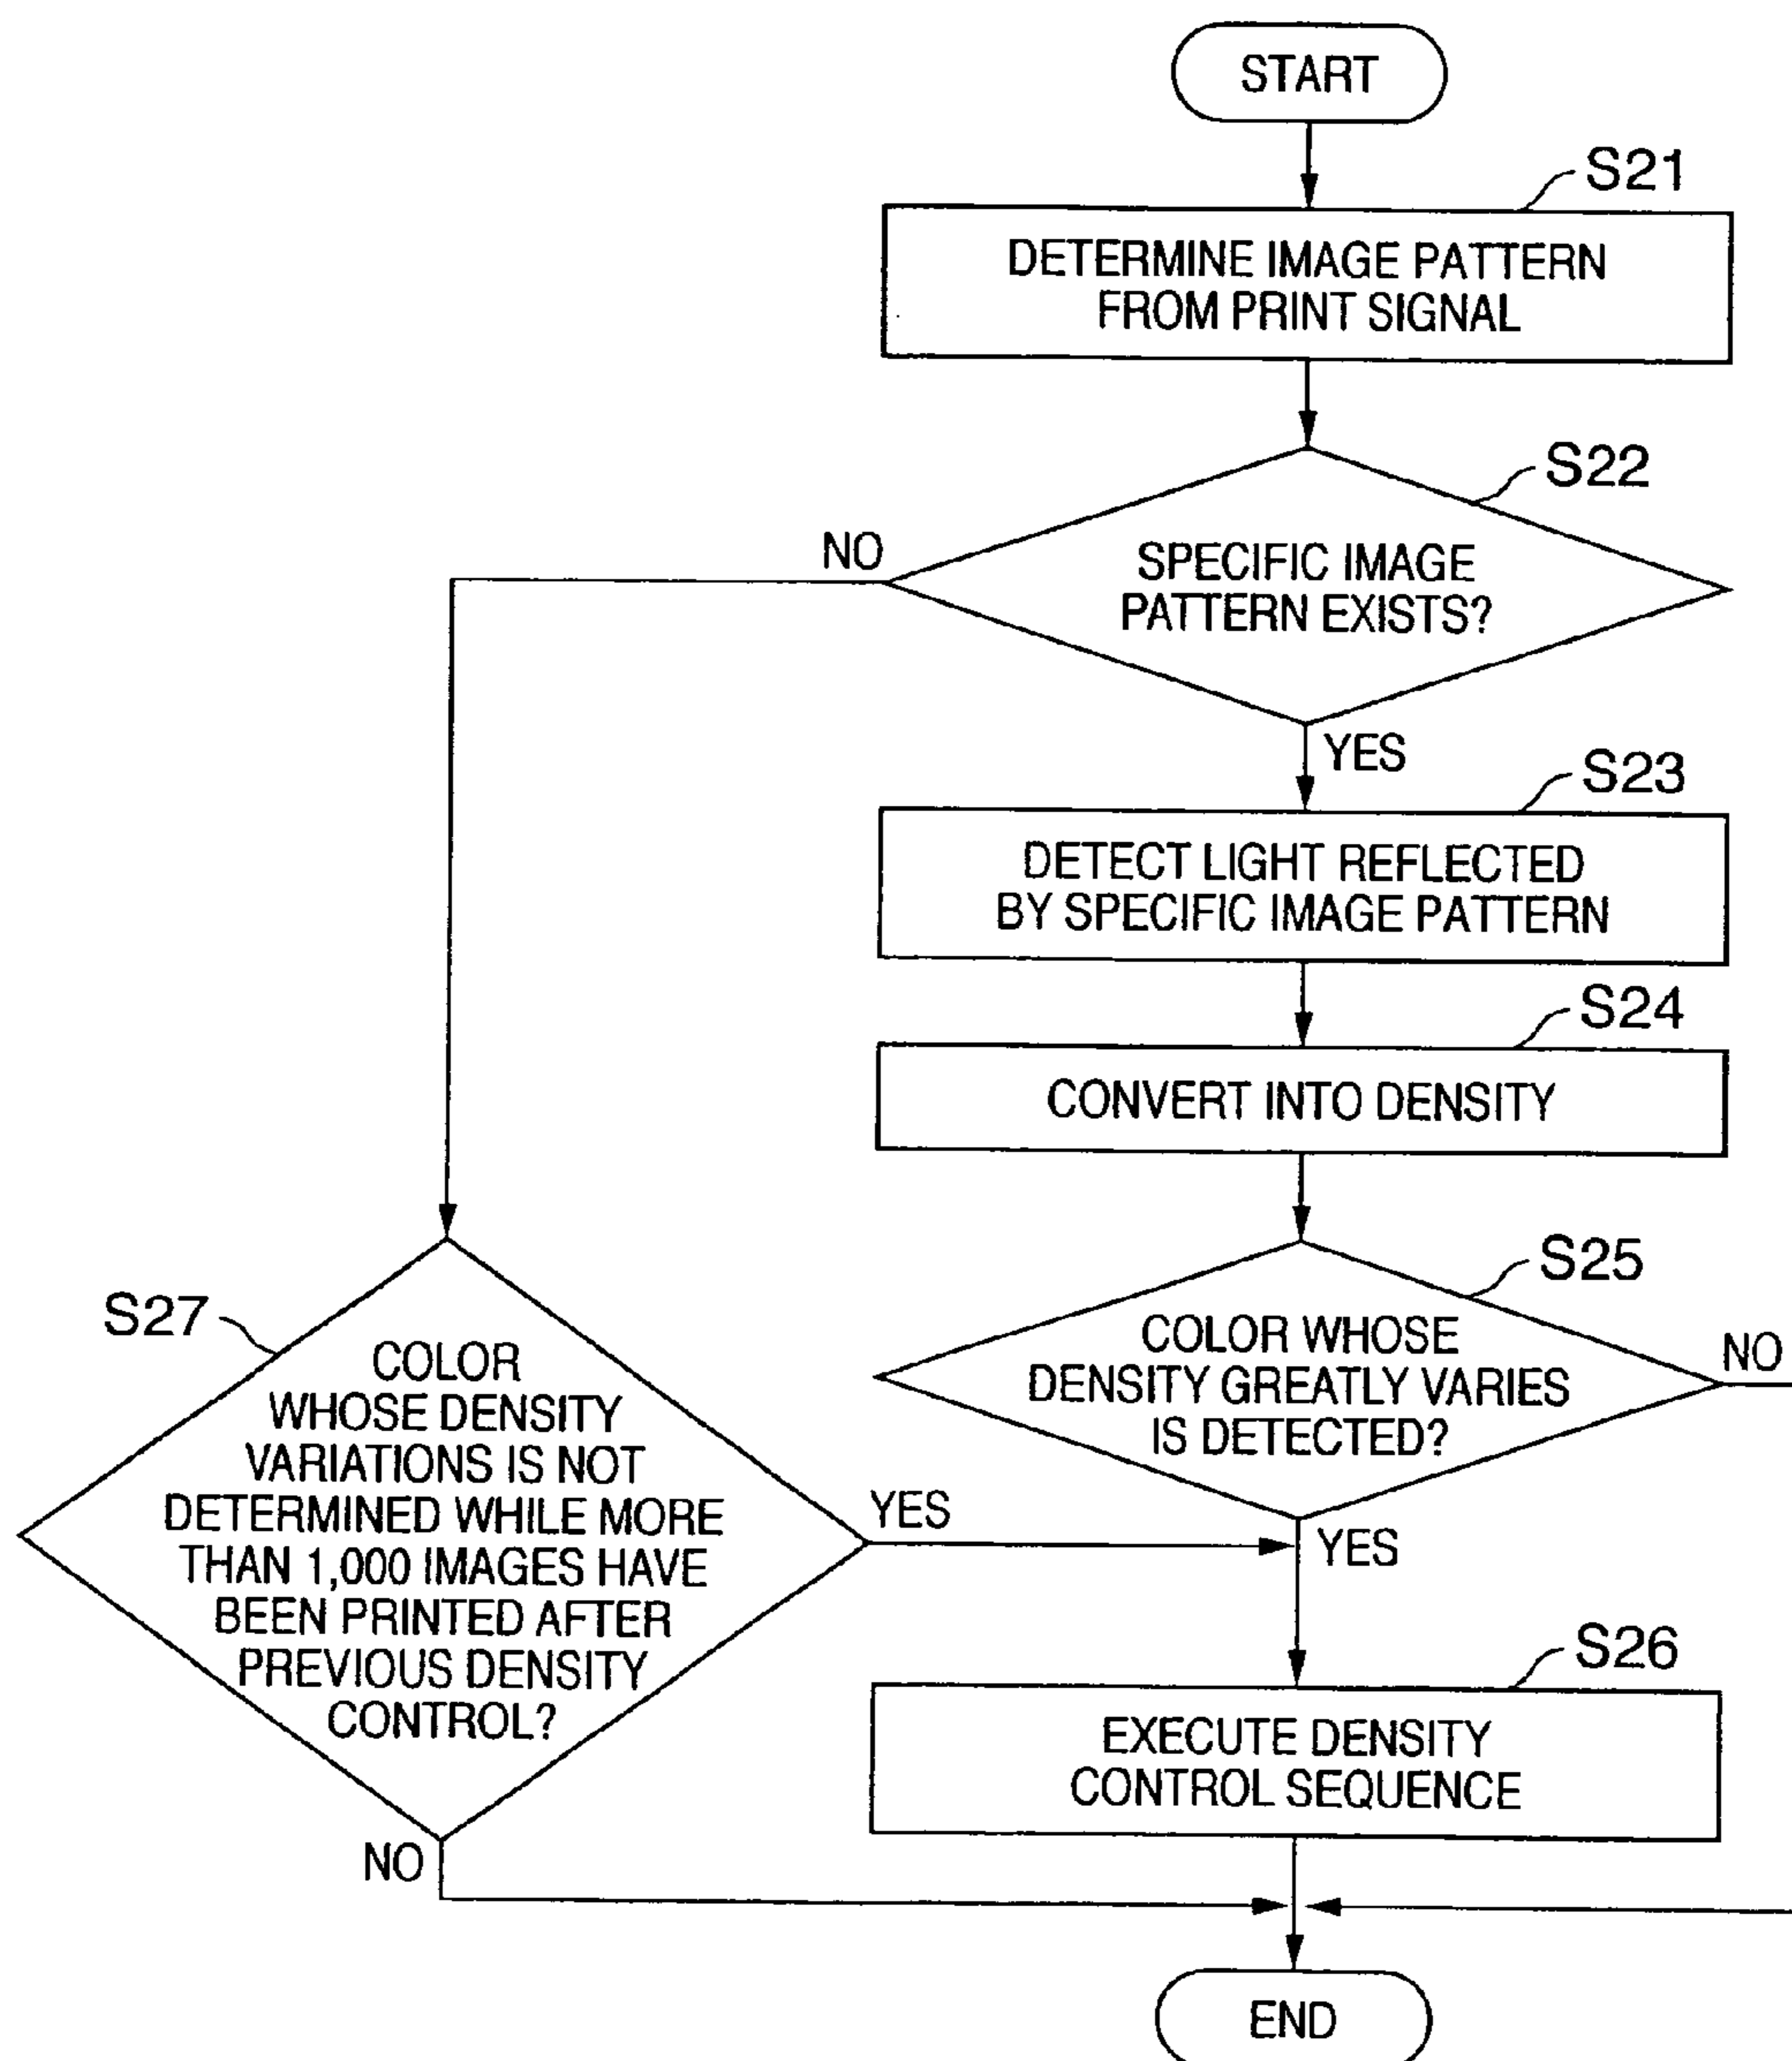 START
S21
DETERMINE IMAGE PATTERN
FROM PRINT SIGNAL
S22
NO
SPECIFIC IMAGE
PATTERN EXISTS?
YES
S23
DETECT LIGHT REFLECTED
BY SPECIFIC IMAGE PATTERN
S24
CONVERT INTO DENSITY
S25
COLOR WHOSE
DENSITY GREATLY VARIES
IS DETECTED?
NO
YES
S27
COLOR
WHOSE DENSITY
VARIATIONS IS NOT
DETERMINED WHILE MORE
THAN 1,000 IMAGES HAVE
BEEN PRINTED AFTER
PREVIOUS DENSITY
CONTROL?
YES
NO
S26
EXECUTE DENSITY
CONTROL SEQUENCE
END